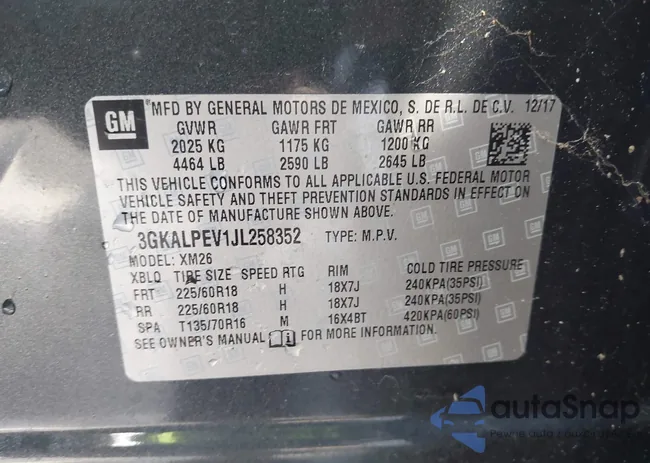 GM
MFD BY GENERAL MOTORS DE MEXICO, S. DE R.L. DE C.V. 12/17
GVWR GAWR FRT GAWR RR
2025 KG 1175 KG 1200 KG
4464 LB 2590 LB 2645 LB
THIS VEHICLE CONFORMS TO ALL APPLICABLE U.S. FEDERAL MOTOR
VEHICLE SAFETY AND THEFT PREVENTION STANDARDS IN EFFECT ON
THE DATE OF MANUFACTURE SHOWN ABOVE.
3GKALPEV1JL258352 TYPE: M.P.V.
MODEL: XM26
XBLQ TIRE SIZE SPEED RTG RIM COLD TIRE PRESSURE
FRT 225/60R18 H 18X7J 240KPA(35PSI)
RR 225/60R18 H 18X7J 240KPA(35PSI)
SPA T135/70R16 M 16X4BT 420KPA(60PSI)
SEE OWNER'S MANUAL FOR MORE INFORMATION.
autoSnap
Pewne auto z autoSnap